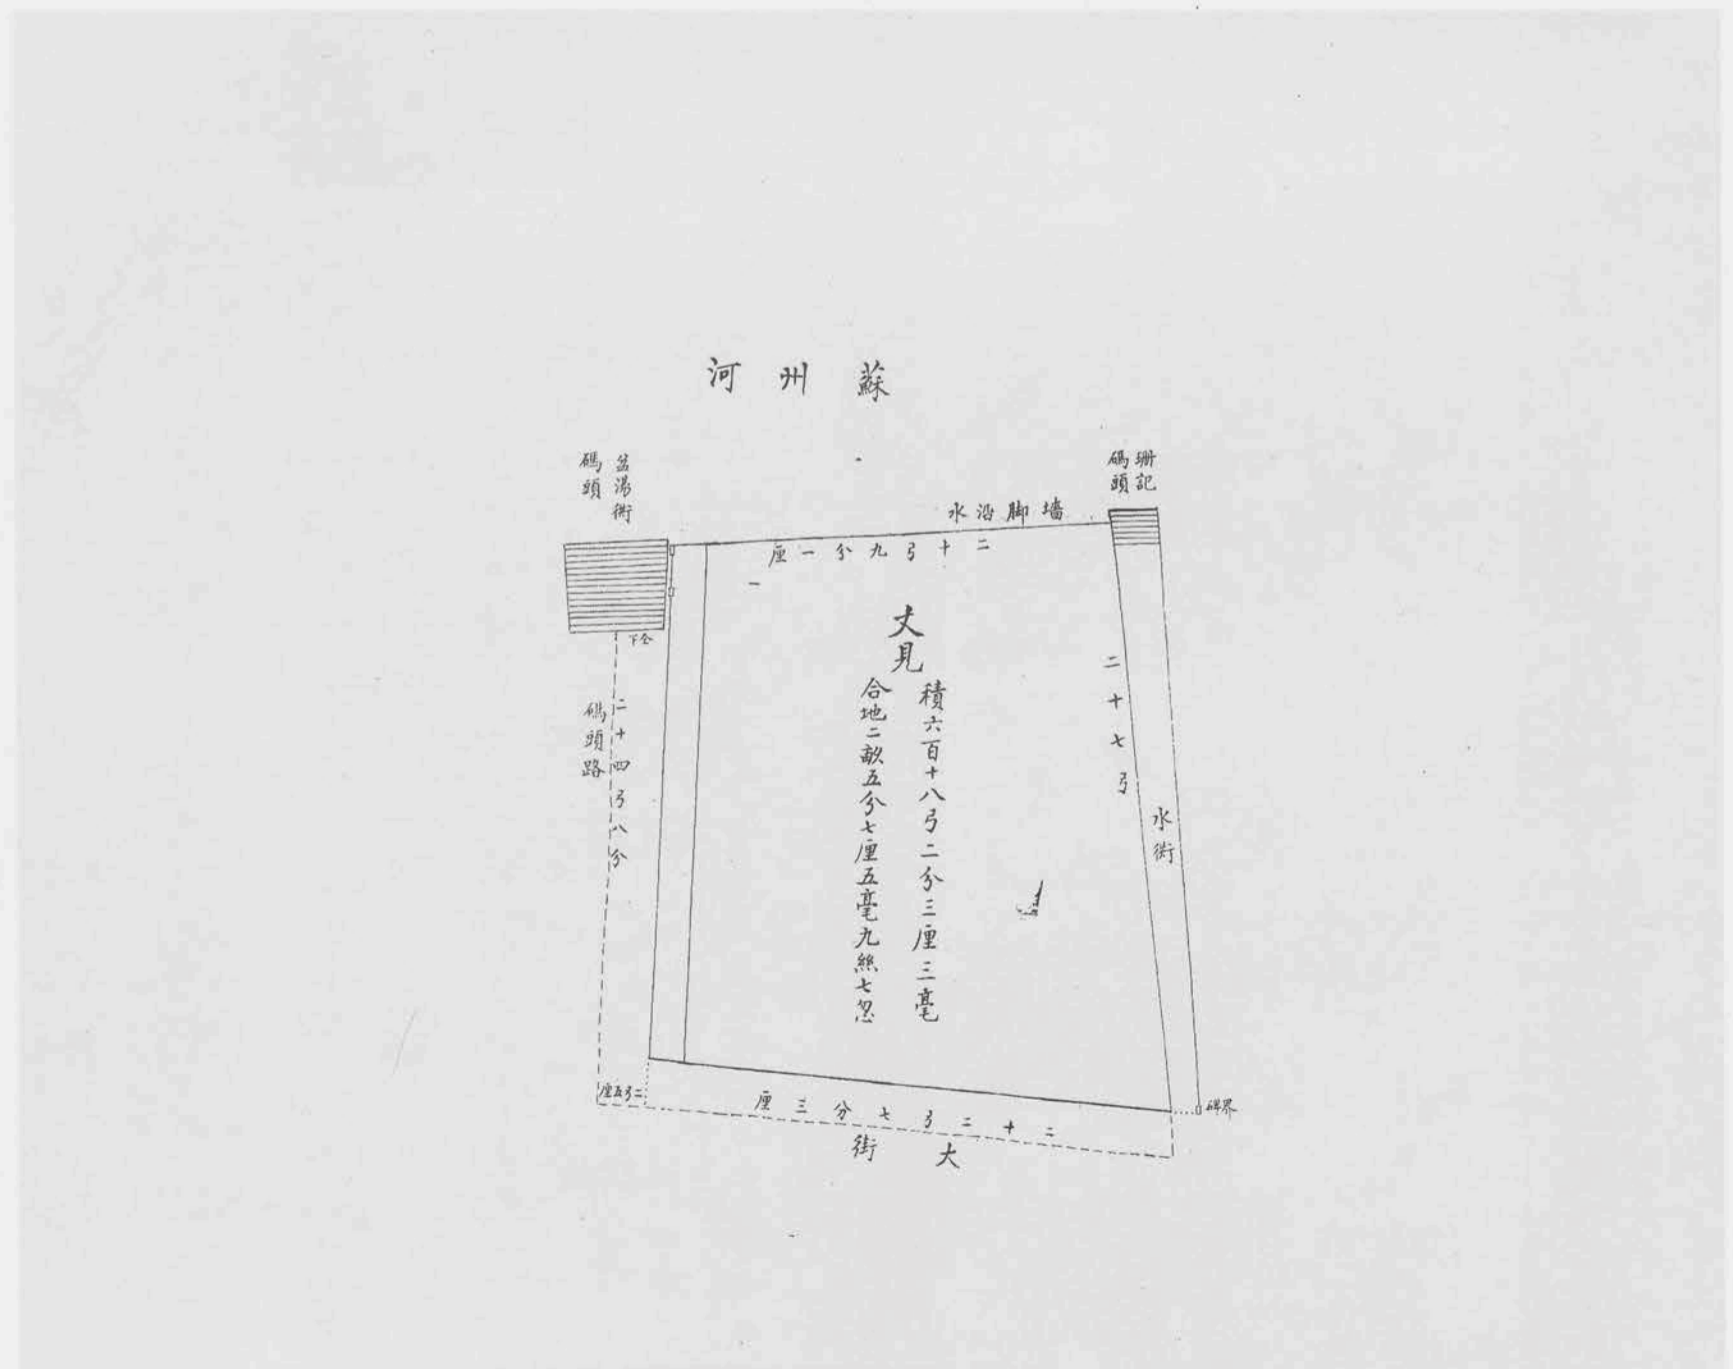 蘇州河
珊記
碼頭
盆湯衖
碼頭
墻脚沿水
二十弓九分一厘
丈見
積六百十八弓二分三厘三毫
合地二畝五分七厘五毫九絲七忽
二十七弓
水衖
仝下
二十四弓八分
碼頭路
二弓五厘
二十二弓七分三厘
大街
界碑